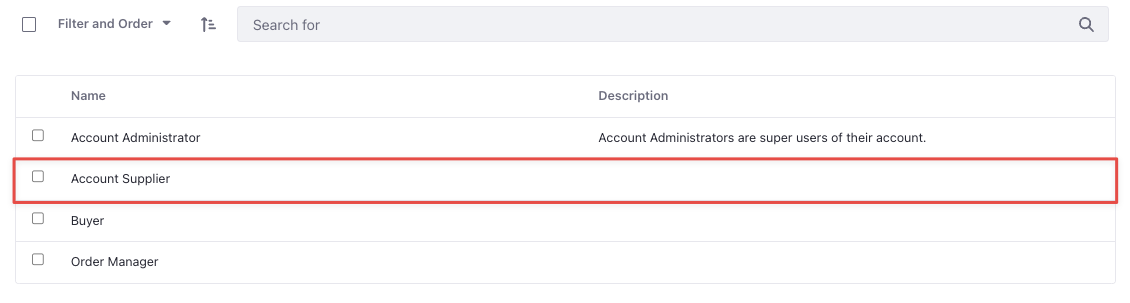 Filter and Order
Search for
Name Description
Account Administrator Account Administrators are super users of their account.
Account Supplier
Buyer
Order Manager